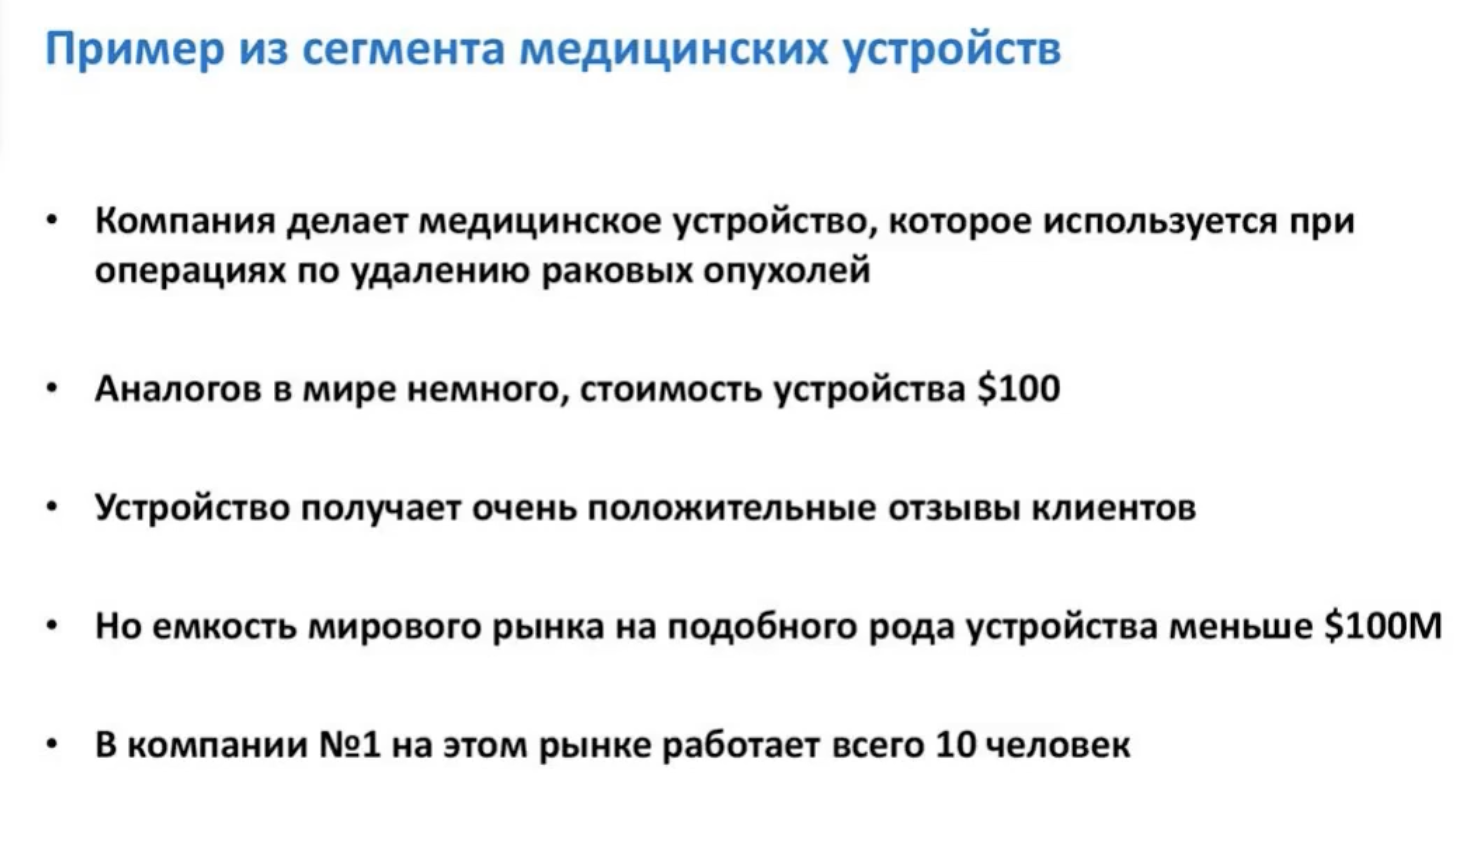 Пример из сегмента медицинских устройств
• Компания делает медицинское устройство, которое используется при
операциях по удалению раковых опухолей
• Аналогов в мире немного, стоимость устройства $100
• Устройство получает очень положительные отзывы клиентов
• Но емкость мирового рынка на подобного рода устройства меньше $100M
• В компании №1 на этом рынке работает всего 10 человек